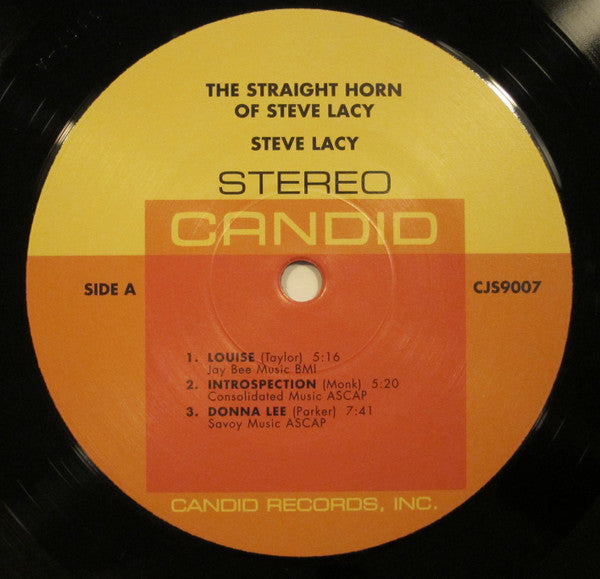 THE STRAIGHT HORN
OF STEVE LACY
STEVE LACY
STEREO
CANDID
SIDE A
CJS9007
1. LOUISE (Taylor) 5:16
Jay Bee Music BMI
2. INTROSPECTION (Monk) 5:20
Consolidated Music ASCAP
3. DONNA LEE (Parker) 7:41
Savoy Music ASCAP
CANDID RECORDS, INC.